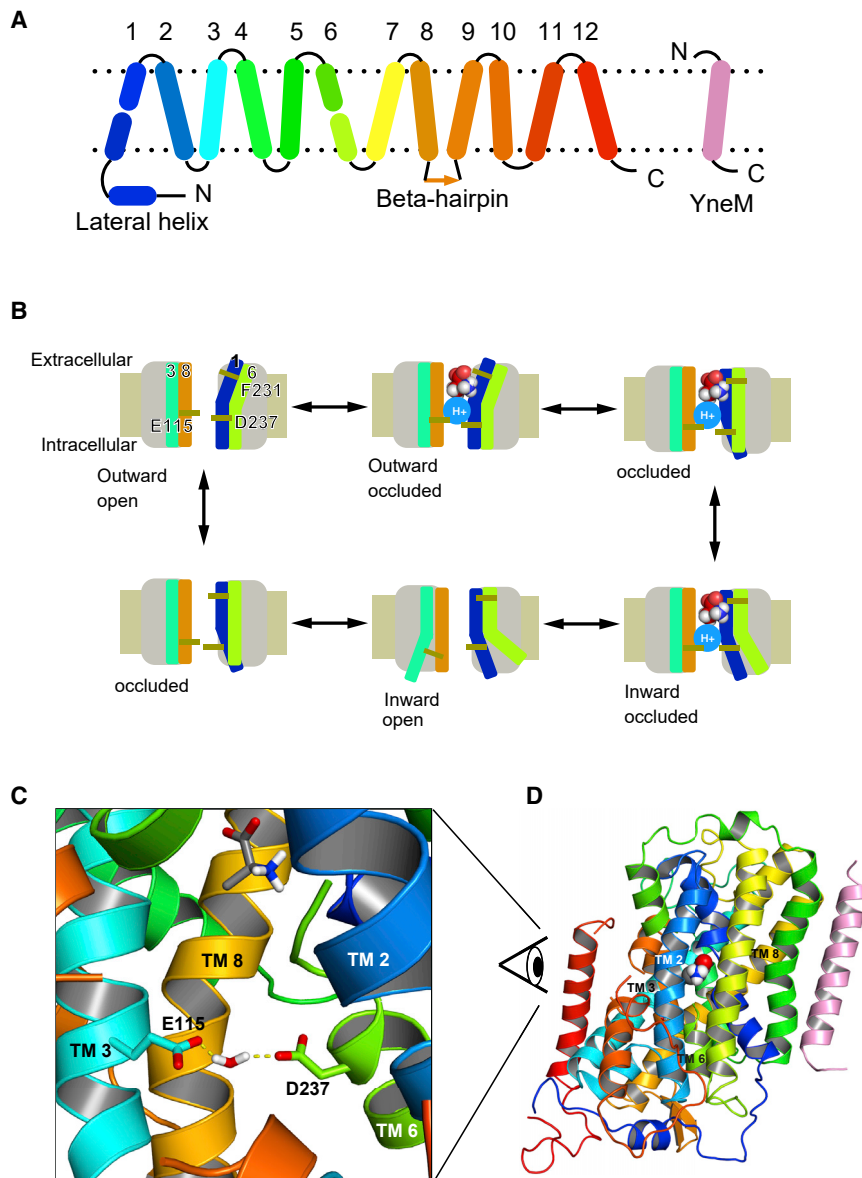 A
1 2 3 4 5 6 7 8 9 10 11 12
N
N
C
C
Lateral helix
Beta-hairpin
YneM
B
Extracellular
3 8
1
6
F231
E115
D237
Intracellular
Outward
open
H+
Outward
occluded
H+
occluded
occluded
Inward
open
H+
Inward
occluded
C
TM 8
TM 2
E115
TM 3
D237
TM 6
D
TM 2
TM 8
TM 3
TM 6